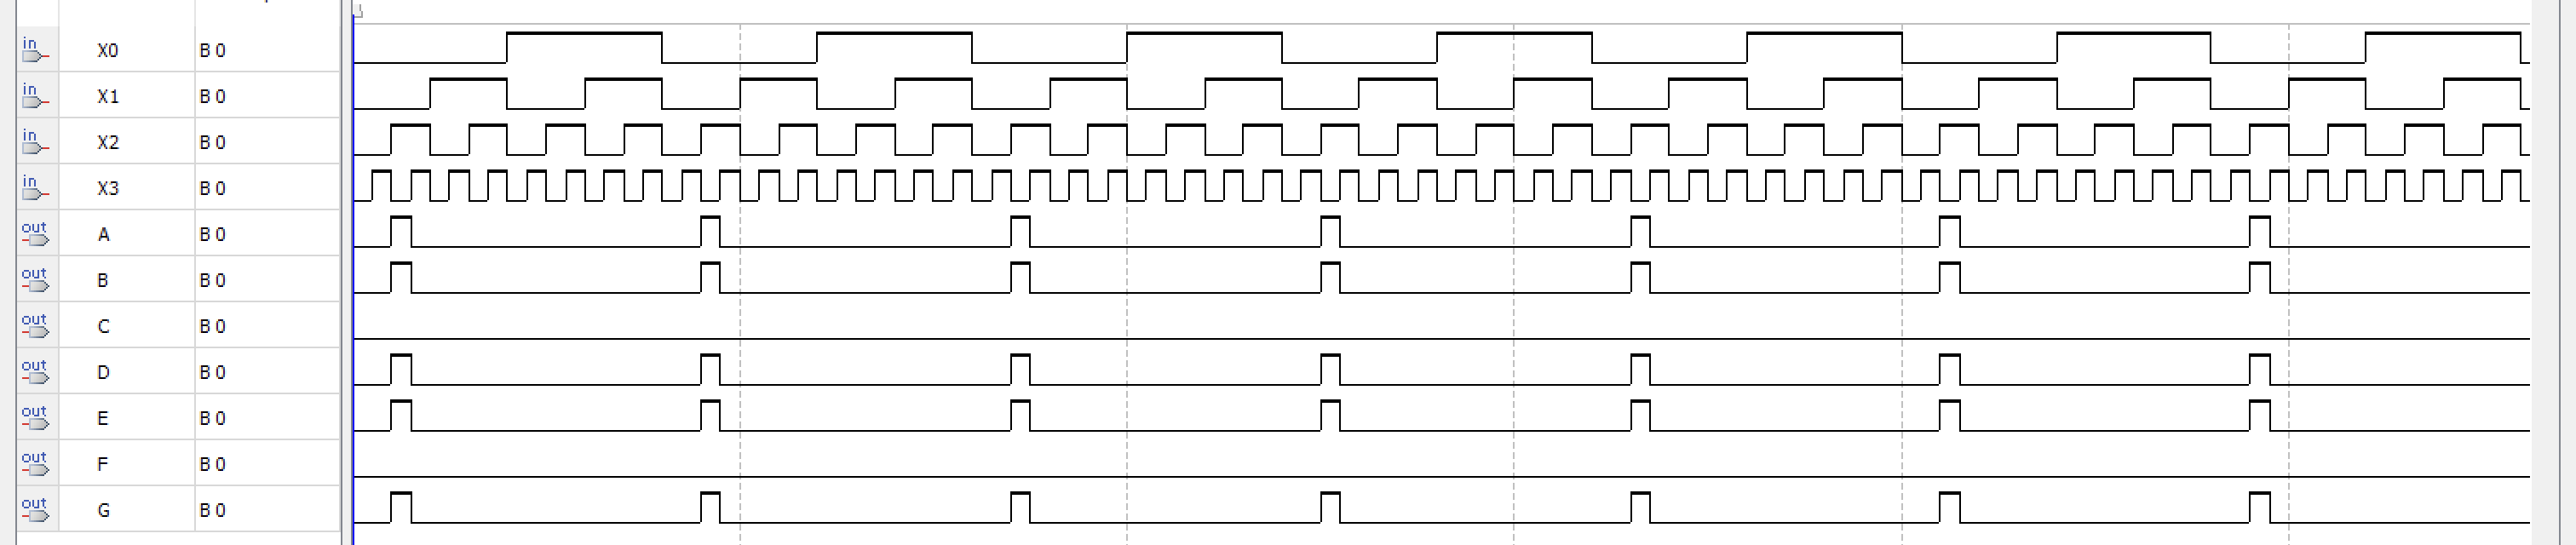 in X0 B 0
in X1 B 0
in X2 B 0
in X3 B 0
out A B 0
out B B 0
out C B 0
out D B 0
out E B 0
out F B 0
out G B 0